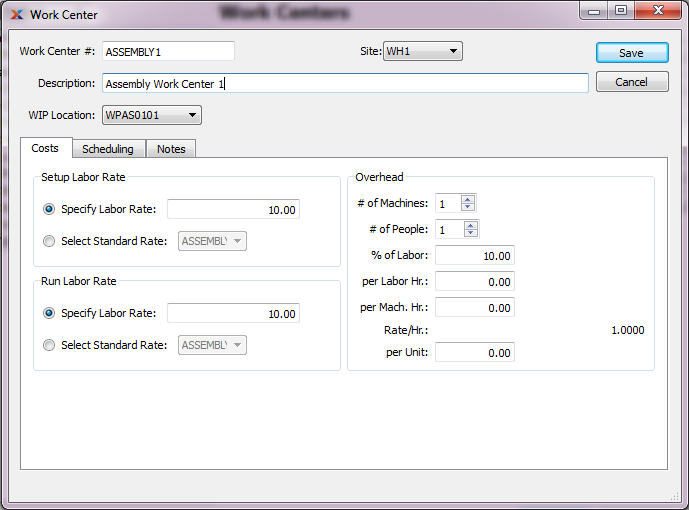 Work Centers
Work Center
Work Center #: ASSEMBLY1 Site: WH1 Save
Description: Assembly Work Center 1 Cancel
WIP Location: WPAS0101
Costs Scheduling Notes
Setup Labor Rate
Specify Labor Rate: 10.00
Select Standard Rate: ASSEMBLY
Run Labor Rate
Specify Labor Rate: 10.00
Select Standard Rate: ASSEMBLY
Overhead
# of Machines: 1
# of People: 1
% of Labor: 10.00
per Labor Hr.: 0.00
per Mach. Hr.: 0.00
Rate/Hr.: 1.0000
per Unit: 0.00